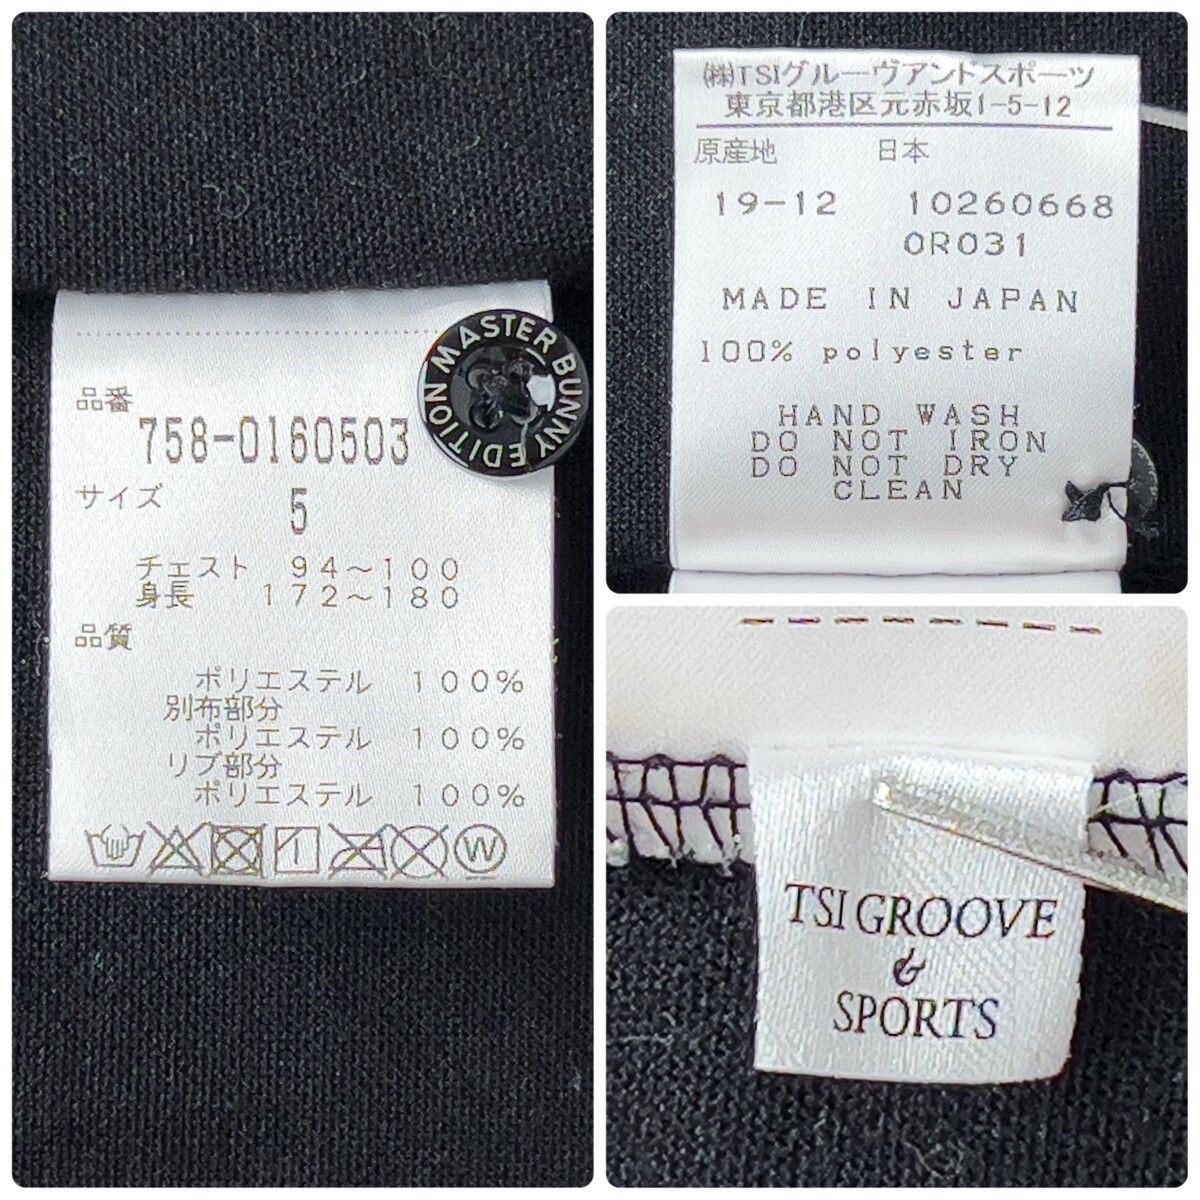 品番
758-0160503
MASTER BUNNY EDITION
サイズ
5
チェスト 94～100
身長 172～180
品質
ポリエステル 100%
別布部分
ポリエステル 100%
リブ部分
ポリエステル 100%
W
㈱TSIグルーヴアンドスポーツ
東京都港区元赤坂1-5-12
原産地 日本
19-12 10260668
0R031
MADE IN JAPAN
100% polyester
HAND WASH
DO NOT IRON
DO NOT DRY
CLEAN
TSI GROOVE
&
SPORTS